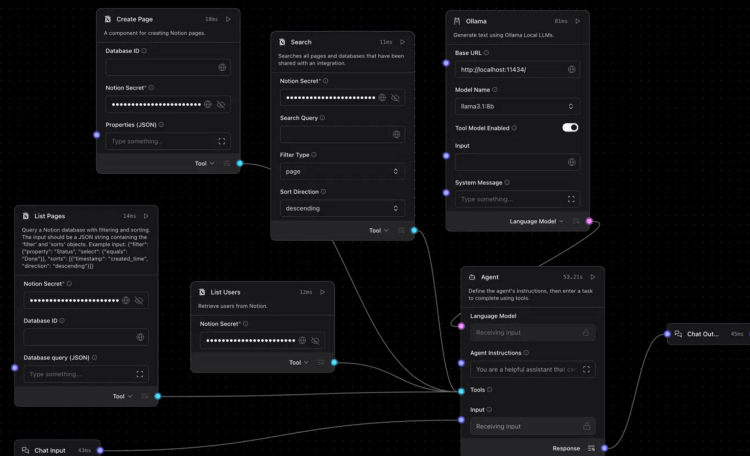 Create Page 18ms
A component for creating Notion pages.
Database ID
Notion Secret*
Properties (JSON)
Type something...
Tool
Search 11ms
Searches all pages and databases that have been
shared with an integration.
Notion Secret*
Search Query
Filter Type
page
Sort Direction
descending
Tool
Ollama 81ms
Generate text using Ollama Local LLMs.
Base URL
http://localhost:11434/
Model Name
llama3.1:8b
Tool Model Enabled
Input
System Message
Type something...
Language Model
List Pages 14ms
Query a Notion database with filtering and sorting.
The input should be a JSON string containing the
'filter' and 'sorts' objects. Example input: {"filter":
{"property": "Status", "select": {"equals":
"Done"}}, "sorts": [{"timestamp": "created_time",
"direction": "descending"}]}
Notion Secret*
Database ID
Database query (JSON)
Type something...
Tool
List Users 12ms
Retrieve users from Notion.
Notion Secret*
Tool
Agent 53.21s
Define the agent's instructions, then enter a task
to complete using tools.
Language Model
Receiving input
Agent Instructions
You are a helpful assistant that
Tools
Input
Receiving input
Response
Chat Out... 45ms
Chat Input 43ms